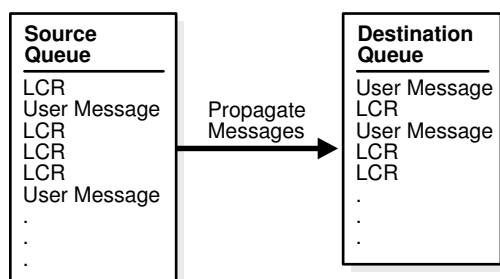 Source
Queue
LCR
User Message
LCR
LCR
LCR
User Message
.
.
.
Propagate
Messages
Destination
Queue
User Message
LCR
User Message
LCR
LCR
.
.
.